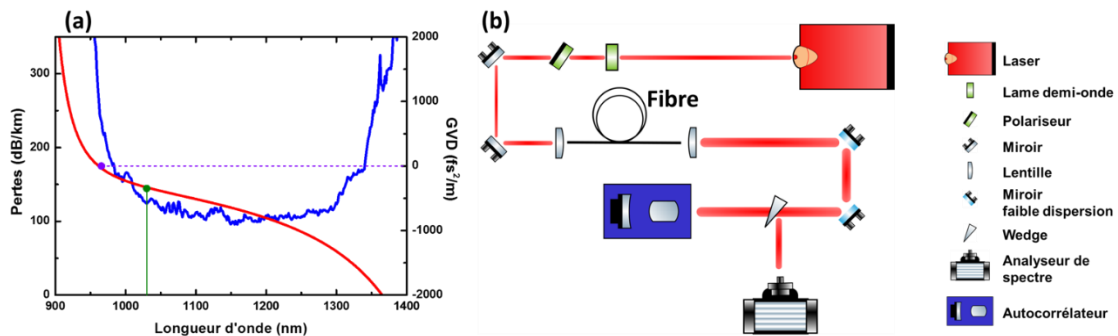 (a)
Pertes (dB/km)
300
200
100
0
900 1000 1100 1200 1300 1400
Longueur d'onde (nm)
2000
1000
0
-1000
-2000
GVD (fs²/m)
(b)
Fibre
Laser
Lame demi-onde
Polariseur
Miroir
Lentille
Miroir
faible dispersion
Wedge
Analyseur de
spectre
Autocorrélateur